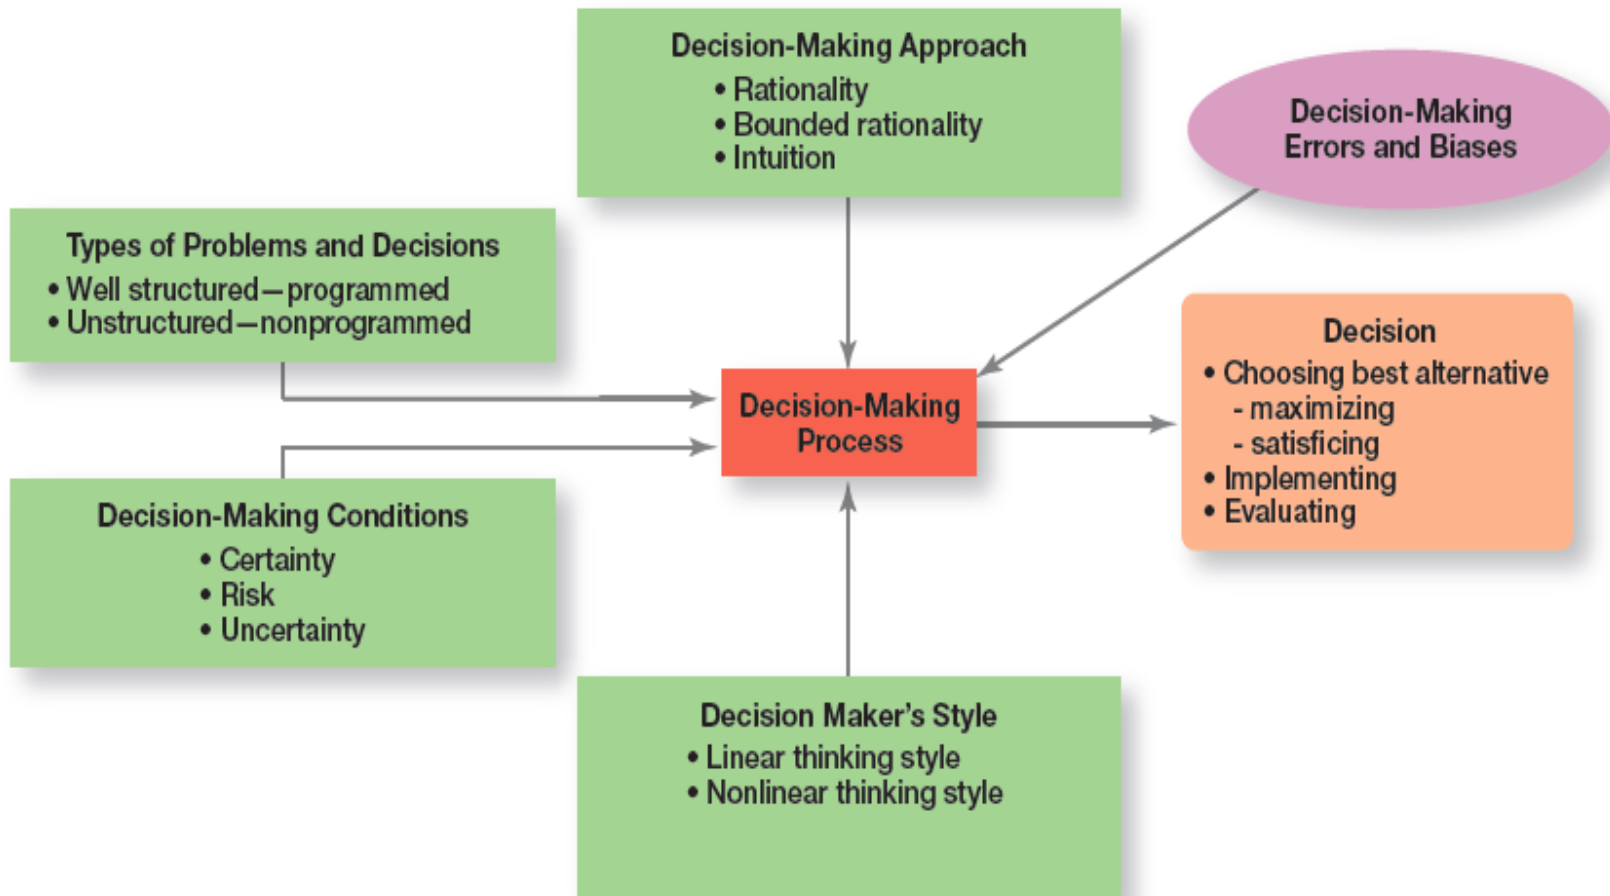 Decision-Making Approach
• Rationality
• Bounded rationality
• Intuition
Decision-Making
Errors and Biases
Types of Problems and Decisions
• Well structured—programmed
• Unstructured—nonprogrammed
Decision
• Choosing best alternative
- maximizing
- satisficing
• Implementing
• Evaluating
Decision-Making
Process
Decision-Making Conditions
• Certainty
• Risk
• Uncertainty
Decision Maker's Style
• Linear thinking style
• Nonlinear thinking style